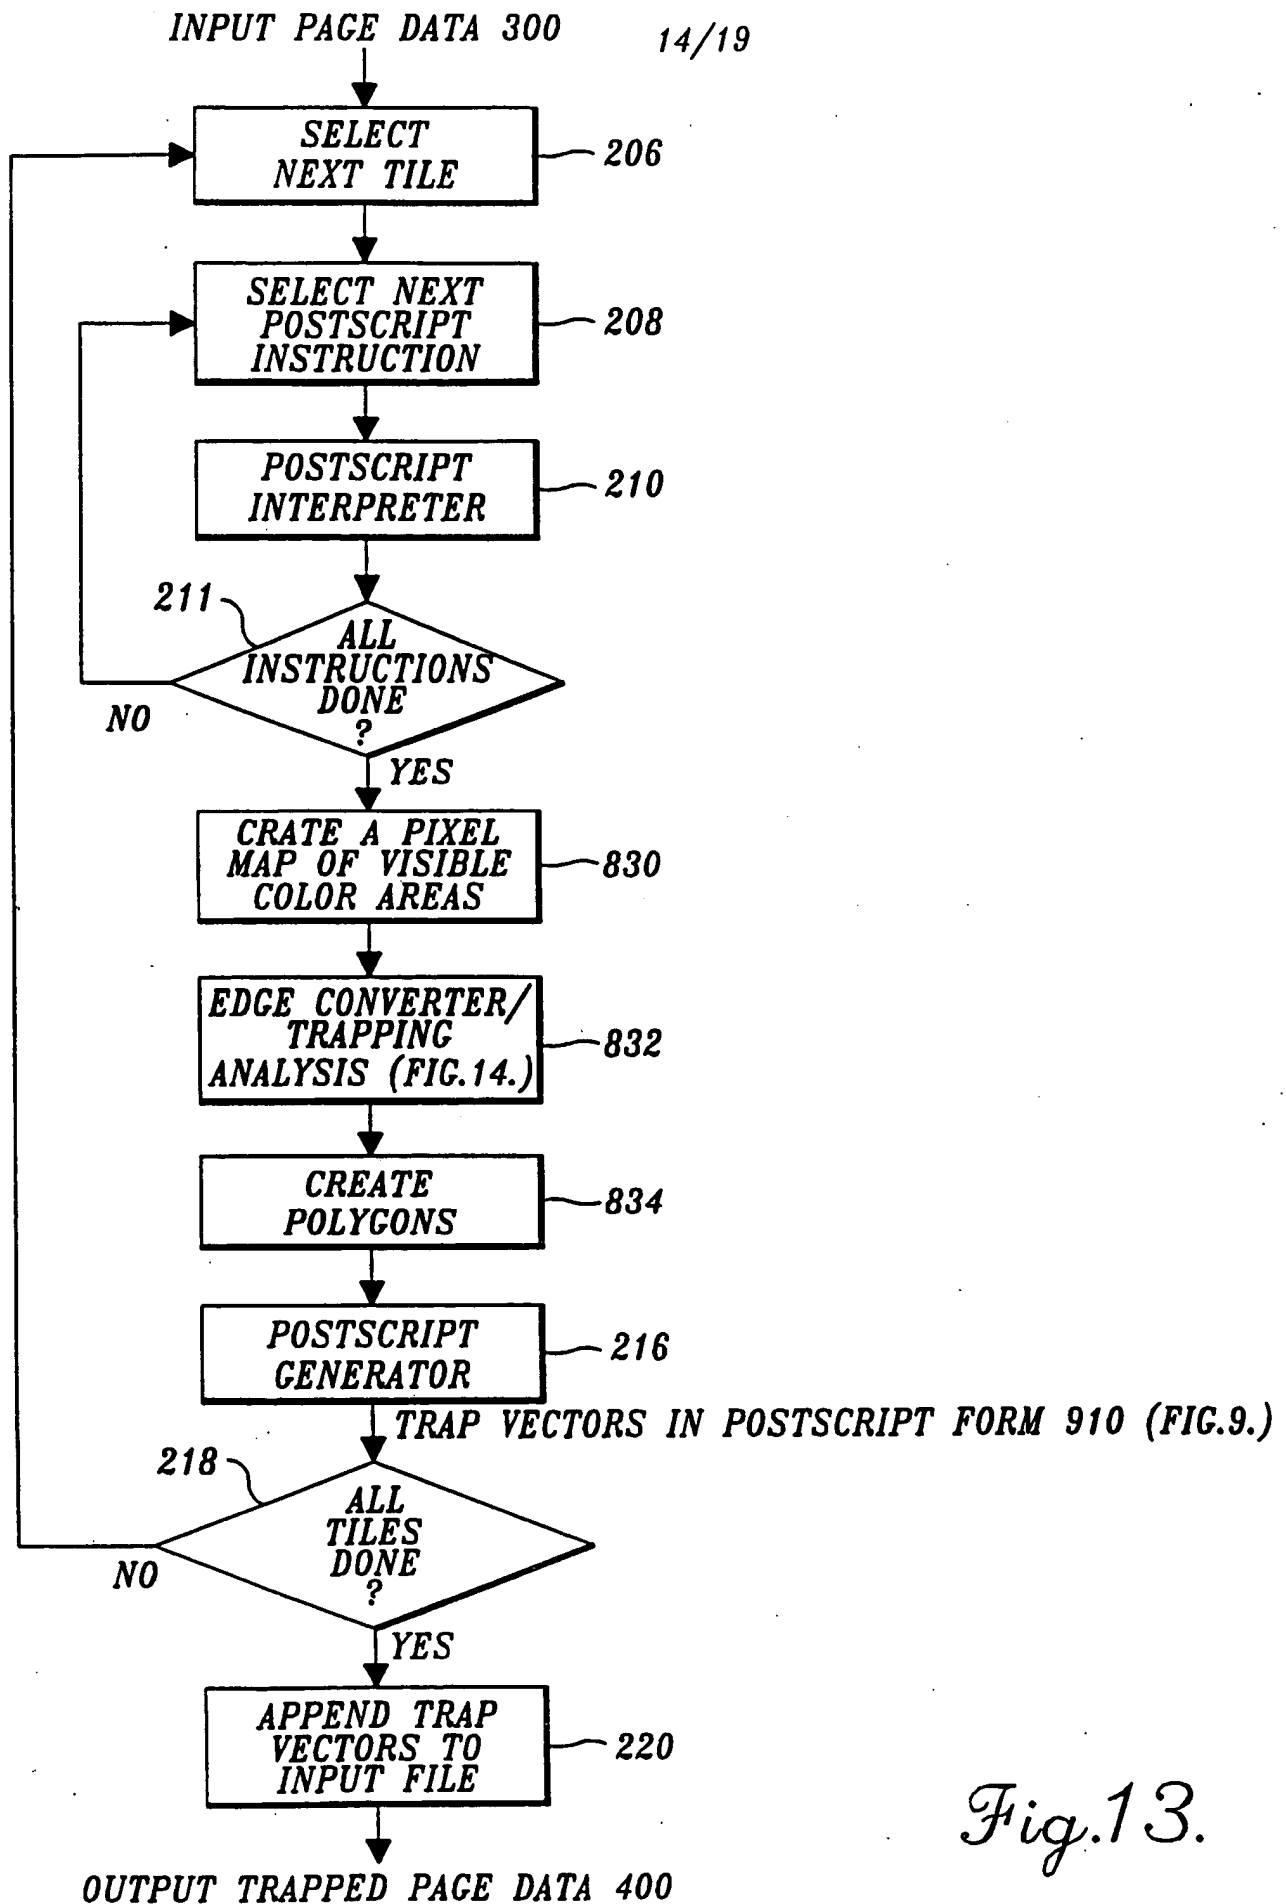 INPUT PAGE DATA 300
14/19
SELECT
NEXT TILE
206
SELECT NEXT
POSTSCRIPT
INSTRUCTION
208
POSTSCRIPT
INTERPRETER
210
211
ALL
INSTRUCTIONS
DONE
?
NO
YES
CRATE A PIXEL
MAP OF VISIBLE
COLOR AREAS
830
EDGE CONVERTER/
TRAPPING
ANALYSIS (FIG.14.)
832
CREATE
POLYGONS
834
POSTSCRIPT
GENERATOR
216
TRAP VECTORS IN POSTSCRIPT FORM 910 (FIG.9.)
218
ALL
TILES
DONE
?
NO
YES
APPEND TRAP
VECTORS TO
INPUT FILE
220
OUTPUT TRAPPED PAGE DATA 400
Fig.13.